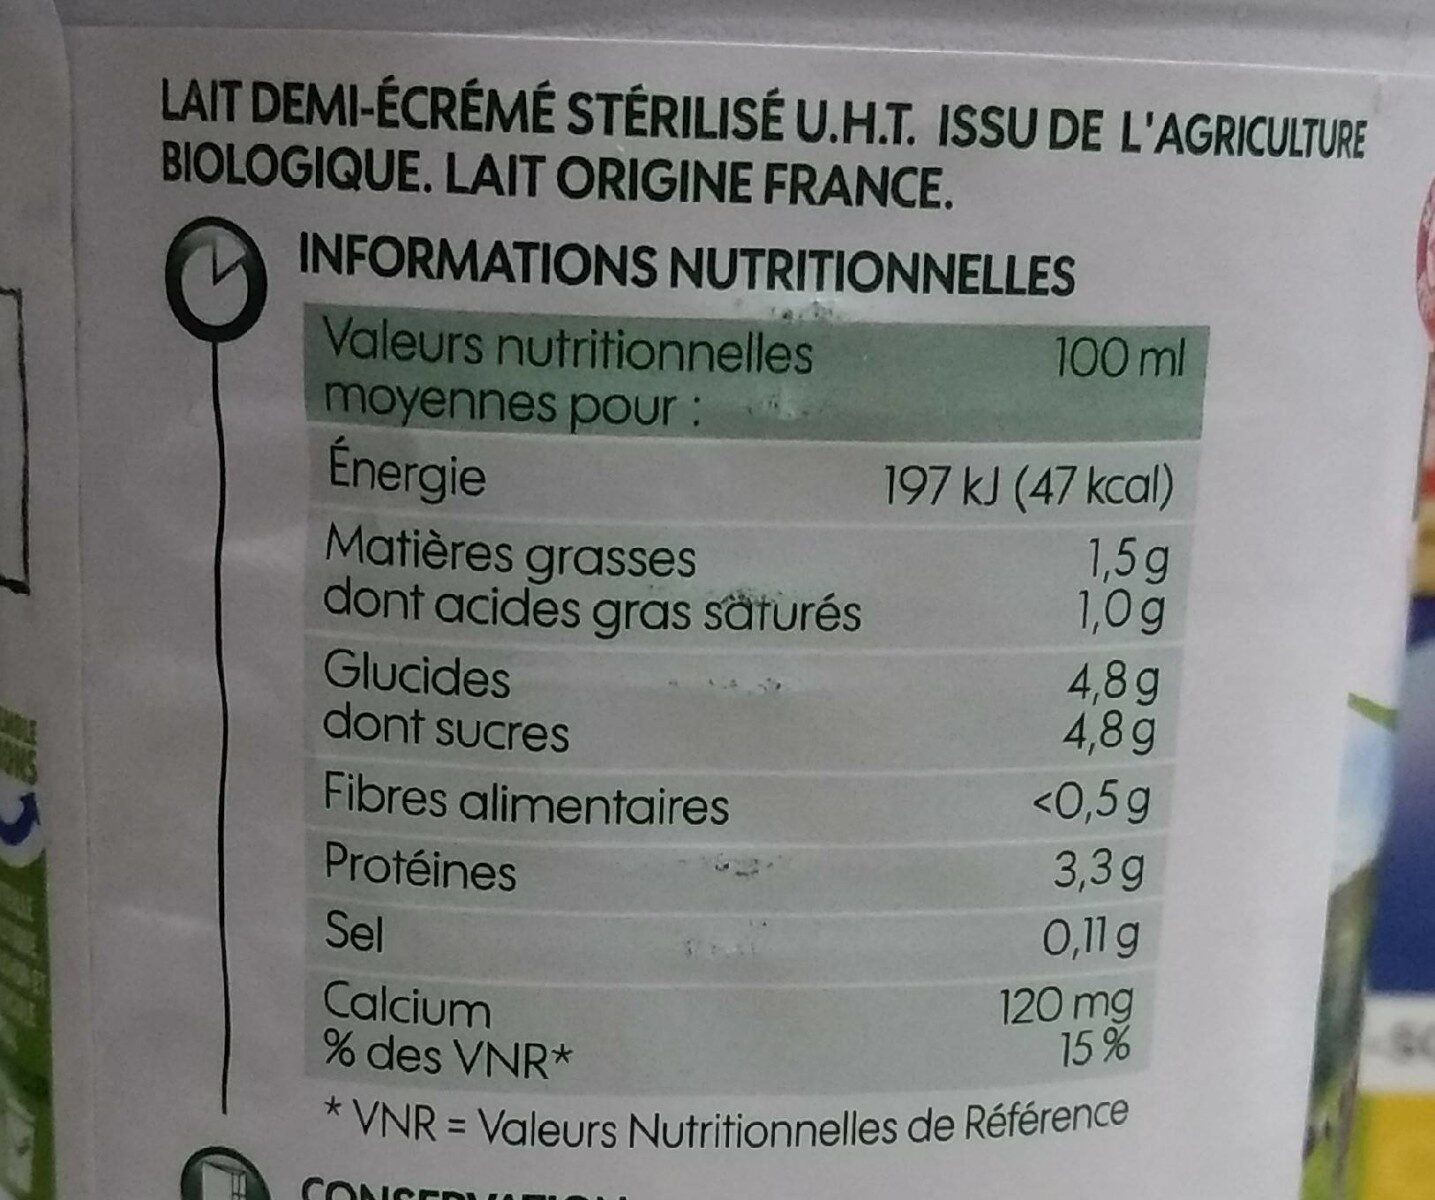 LAIT DEMI-ÉCRÉMÉ STÉRILISÉ U.H.T. ISSU DE L'AGRICULTURE
BIOLOGIQUE. LAIT ORIGINE FRANCE.
INFORMATIONS NUTRITIONNELLES
Valeurs nutritionnelles 100 ml
moyennes pour :
Énergie 197 kJ (47 kcal)
Matières grasses 1,5 g
dont acides gras saturés 1,0 g
Glucides 4,8 g
dont sucres 4,8 g
Fibres alimentaires <0,5 g
Protéines 3,3 g
Sel 0,11 g
Calcium 120 mg
% des VNR* 15 %
* VNR = Valeurs Nutritionnelles de Référence